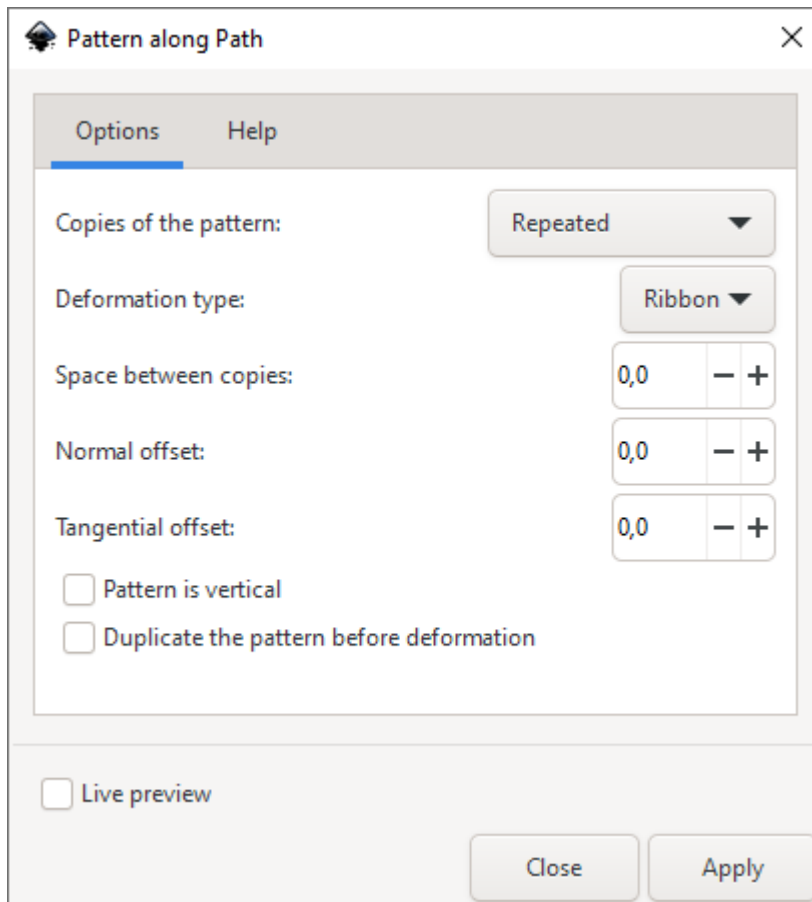 Pattern along Path
Options Help
Copies of the pattern: Repeated
Deformation type: Ribbon
Space between copies: 0,0
Normal offset: 0,0
Tangential offset: 0,0
Pattern is vertical
Duplicate the pattern before deformation
Live preview
Close Apply